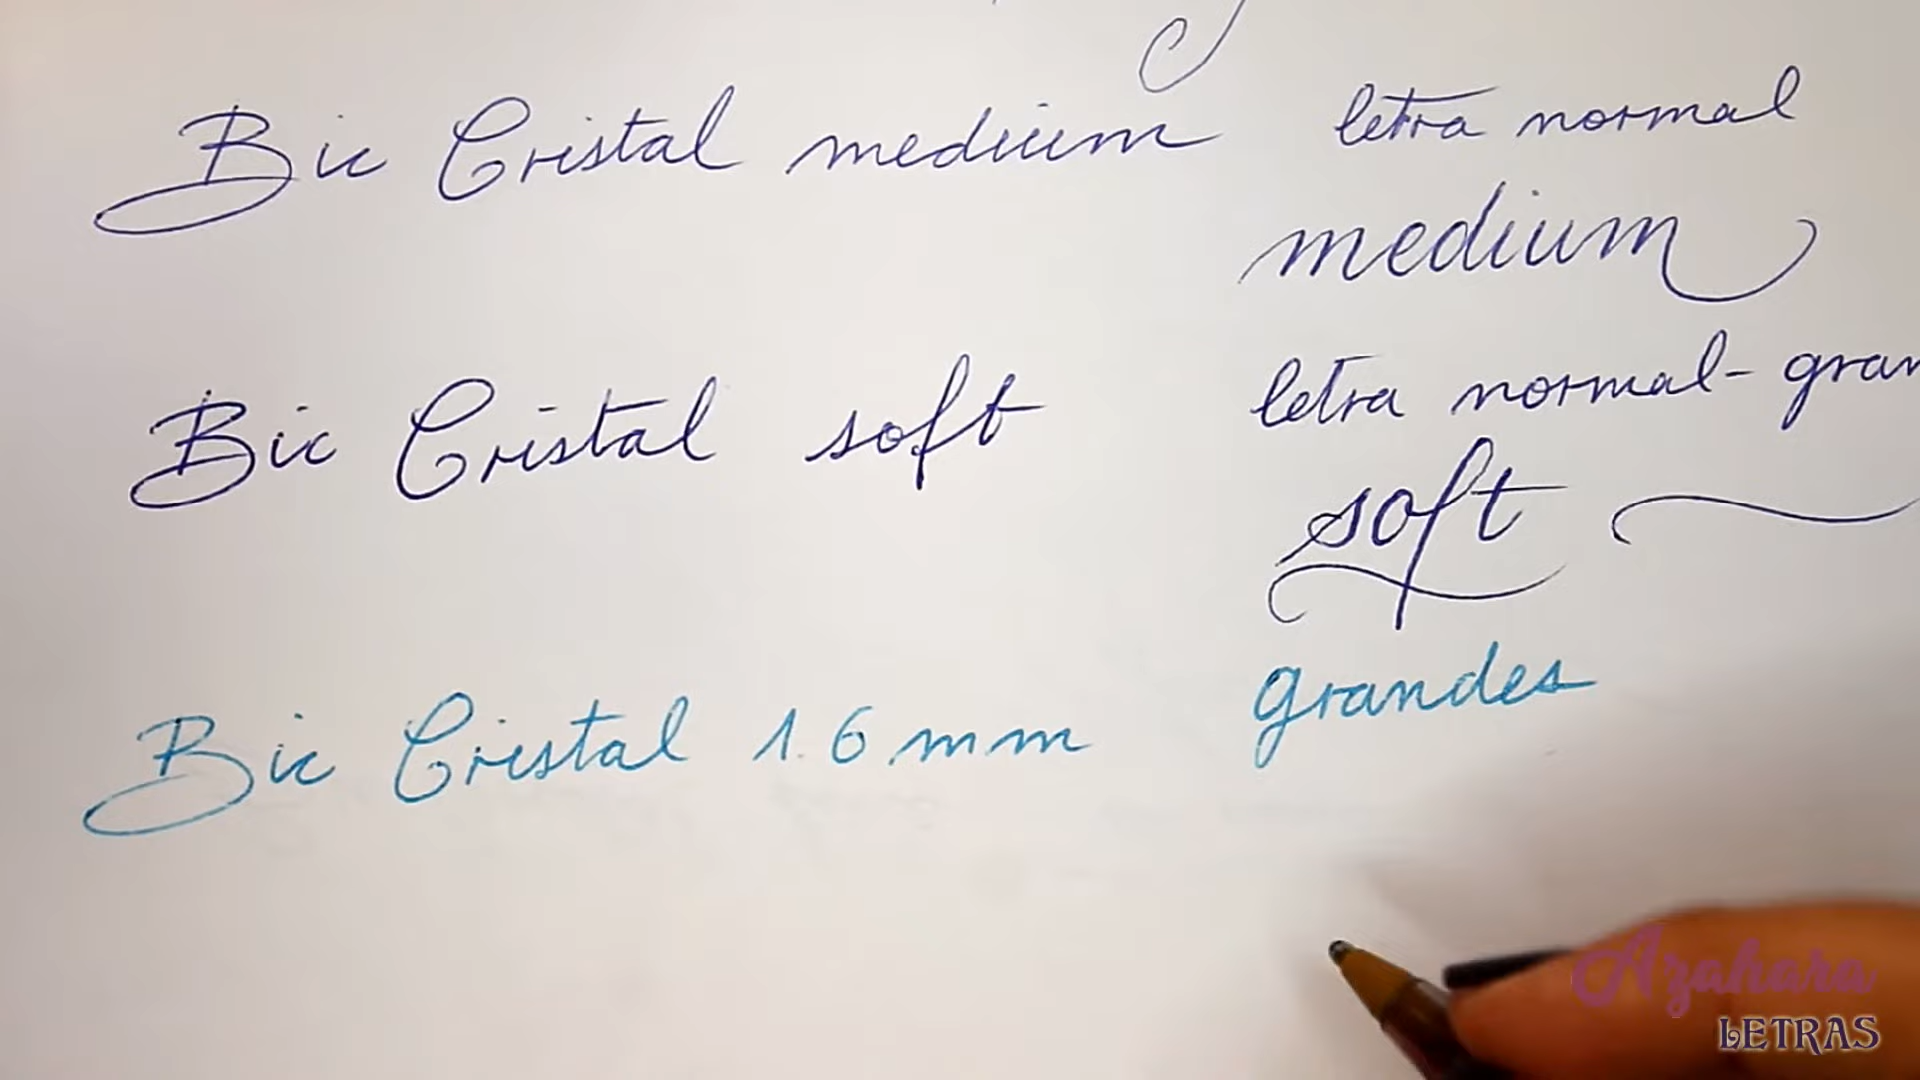 Bic Cristal medium letra normal
medium
Bic Cristal soft letra normal-
soft
Bic Cristal 1.6 mm grandes
Azahara
LETRAS